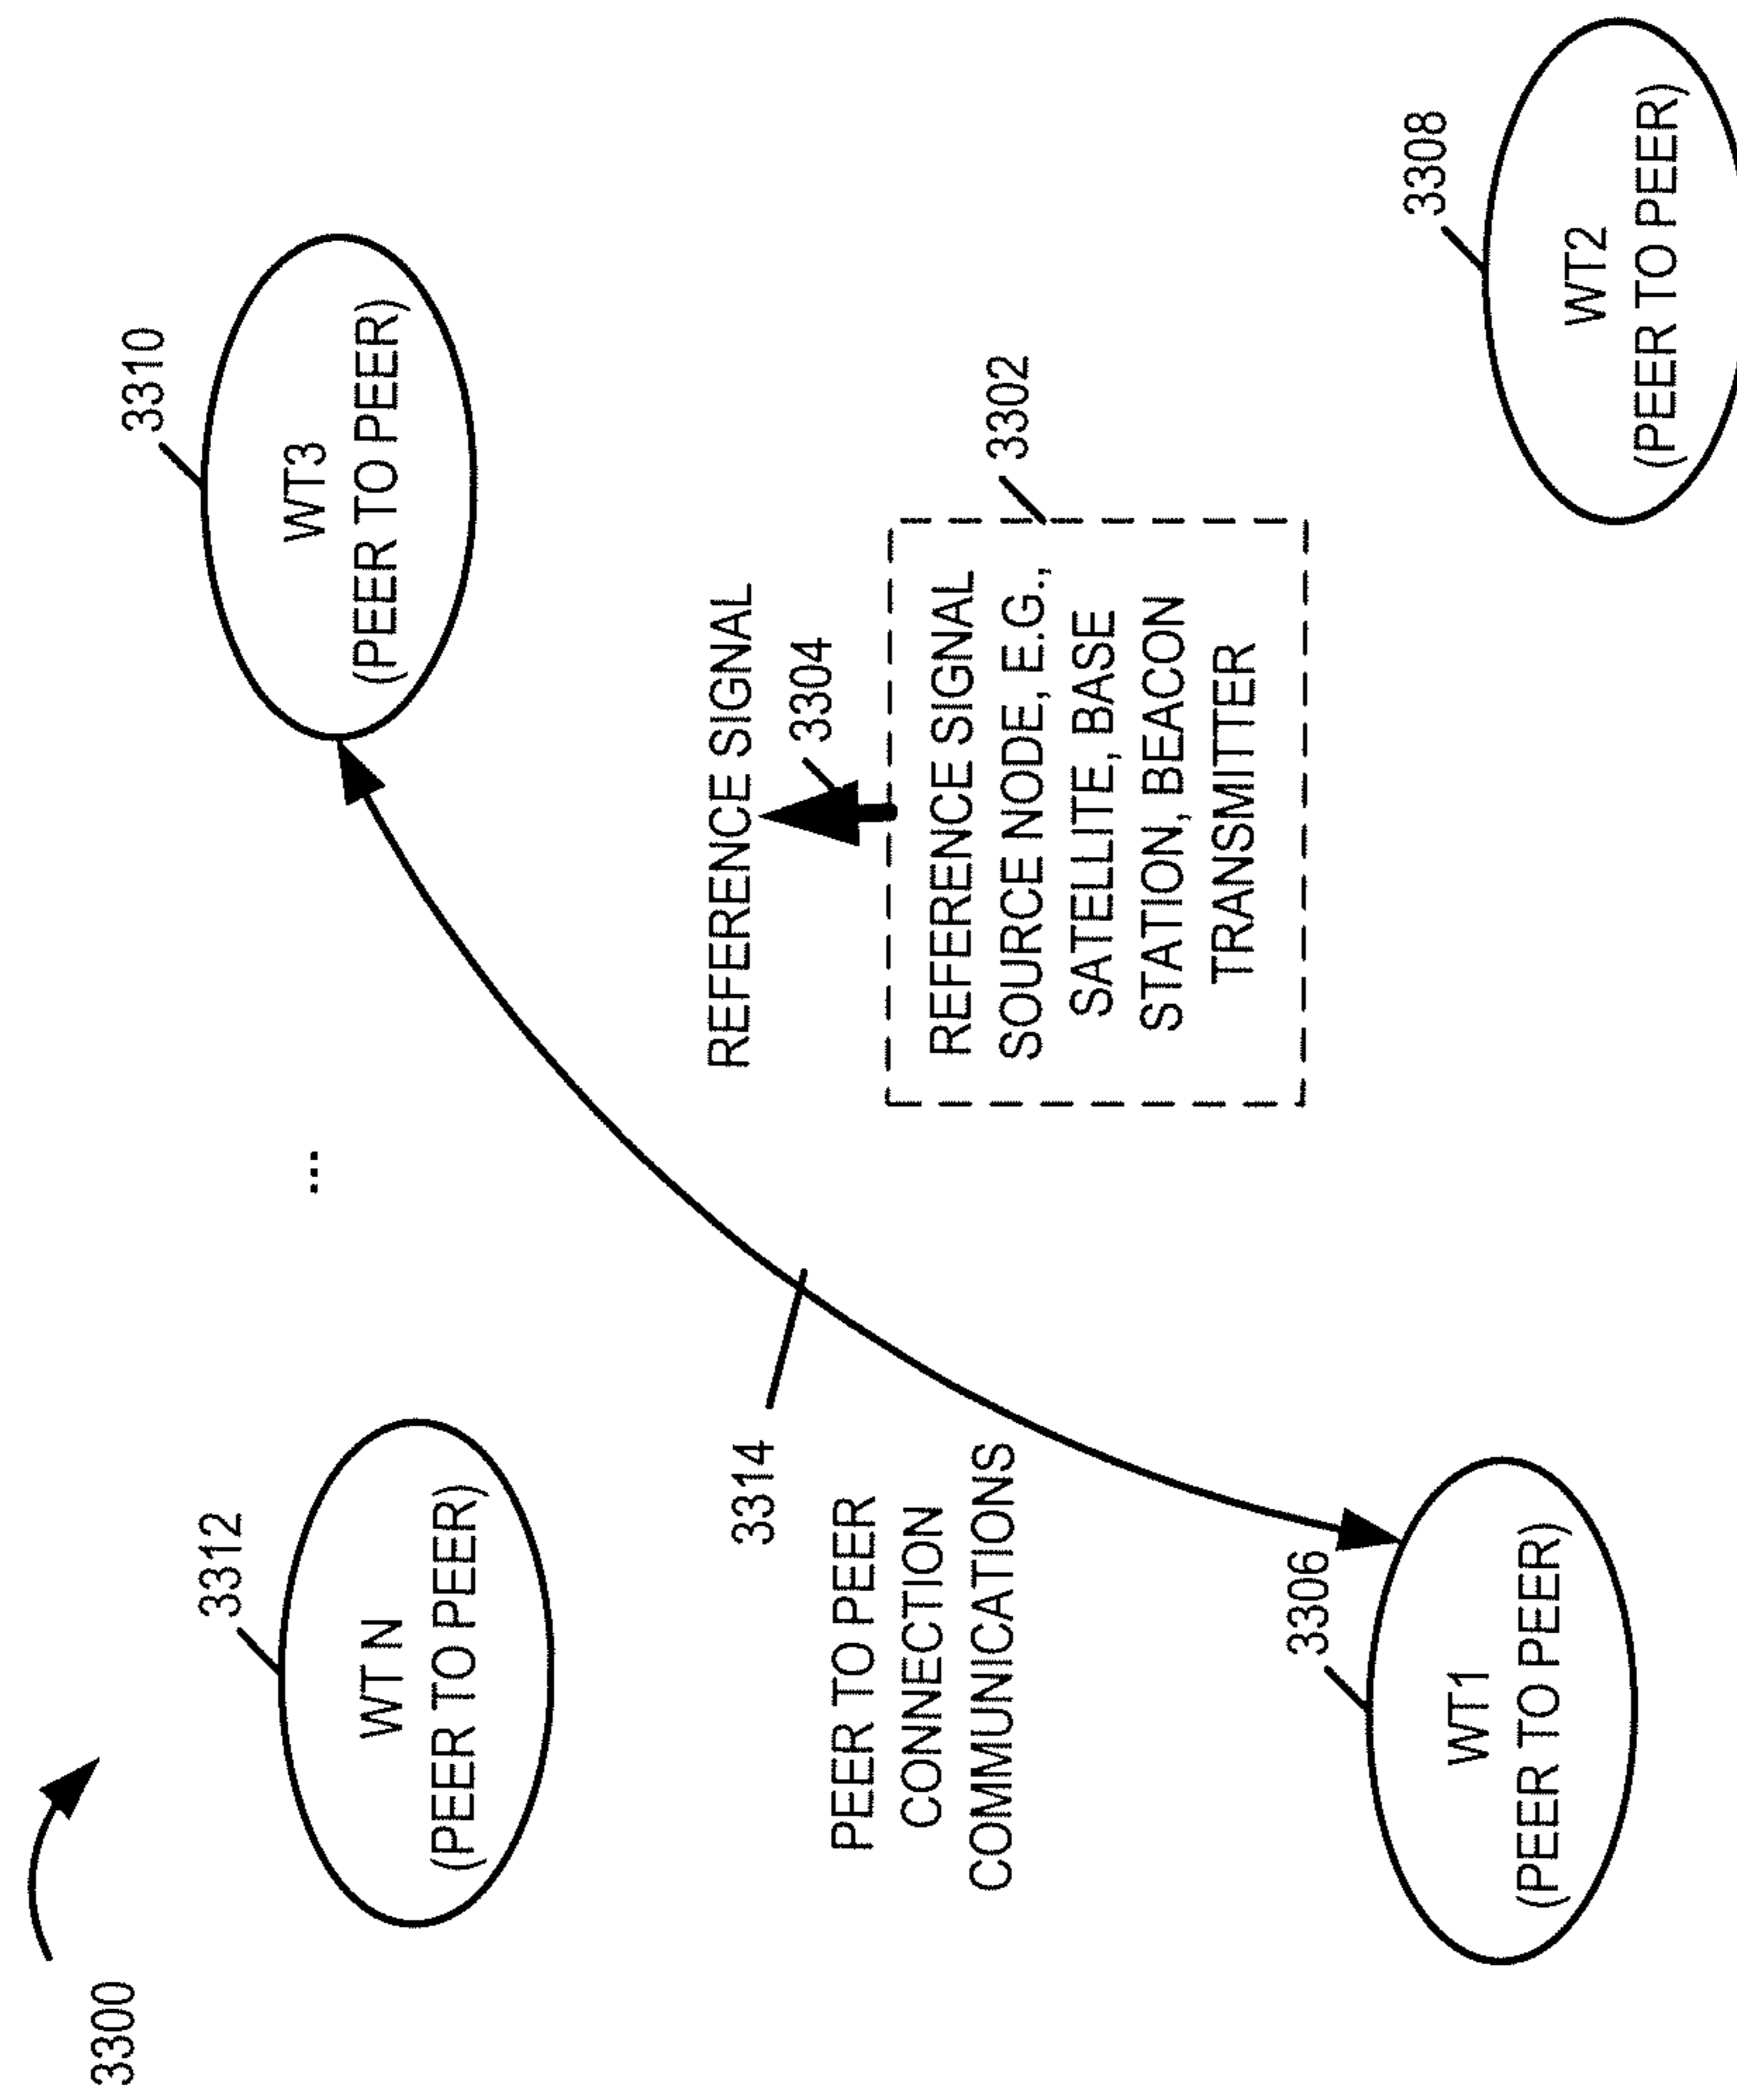 3300
3312
WT N
(PEER TO PEER)
...
3310
WT3
(PEER TO PEER)
3314
PEER TO PEER
CONNECTION
COMMUNICATIONS
REFERENCE SIGNAL
3304
3302
REFERENCE SIGNAL
SOURCE NODE, E.G.,
SATELLITE, BASE
STATION, BEACON
TRANSMITTER
3306
WT1
(PEER TO PEER)
3308
WT2
(PEER TO PEER)